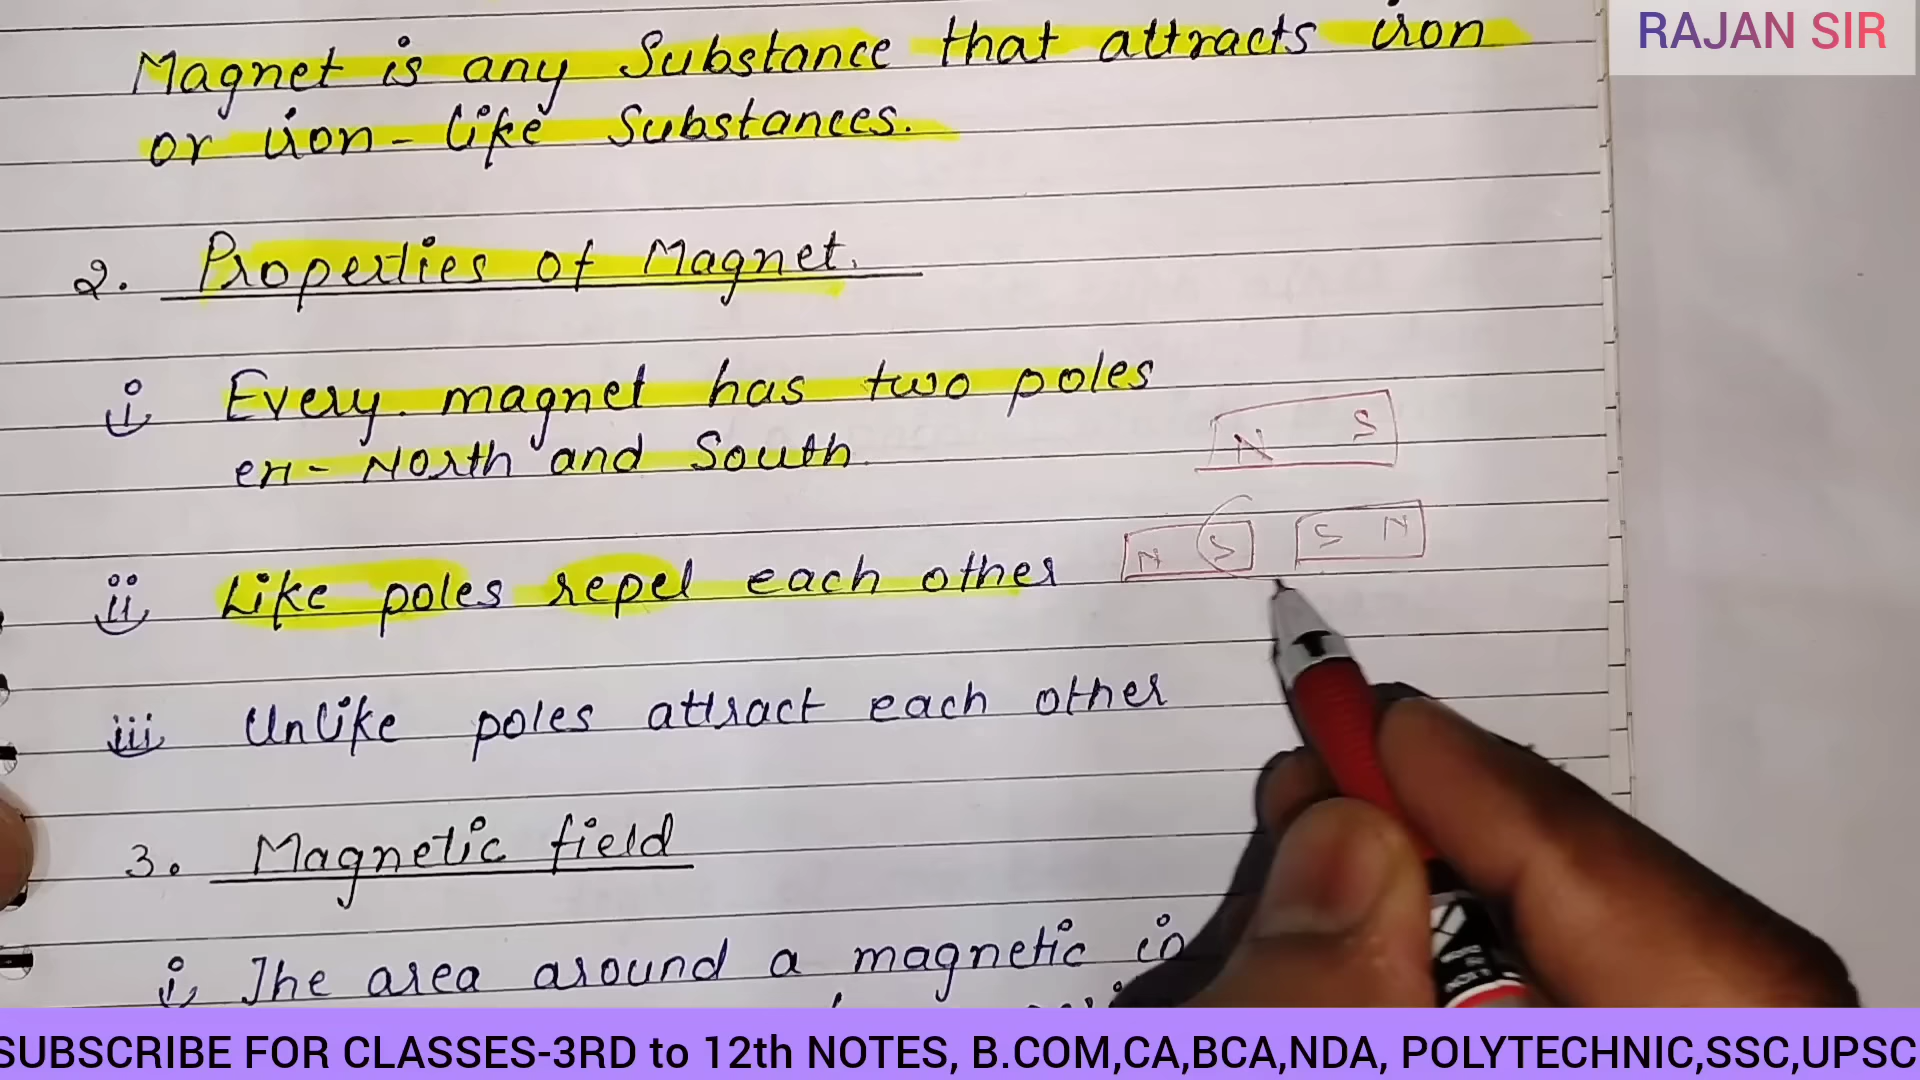 RAJAN SIR
Magnet is any Substance that attracts iron
or iron-like Substances.
2. Properties of Magnet.
i Every magnet has two poles
en- North and South
N S
ii Like poles repel each other
N S S N
iii Unlike poles attract each other
3. Magnetic field
i, The area around a magnetic in
SUBSCRIBE FOR CLASSES-3RD to 12th NOTES, B.COM,CA,BCA,NDA, POLYTECHNIC,SSC,UPSC